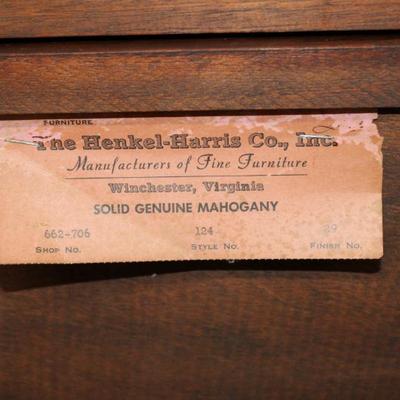 FURNITURE
The Henkel-Harris Co., Inc.
Manufacturers of Fine Furniture
Winchester, Virginia
SOLID GENUINE MAHOGANY
662-706 124 29
SHOP NO. STYLE NO. FINISH NO.